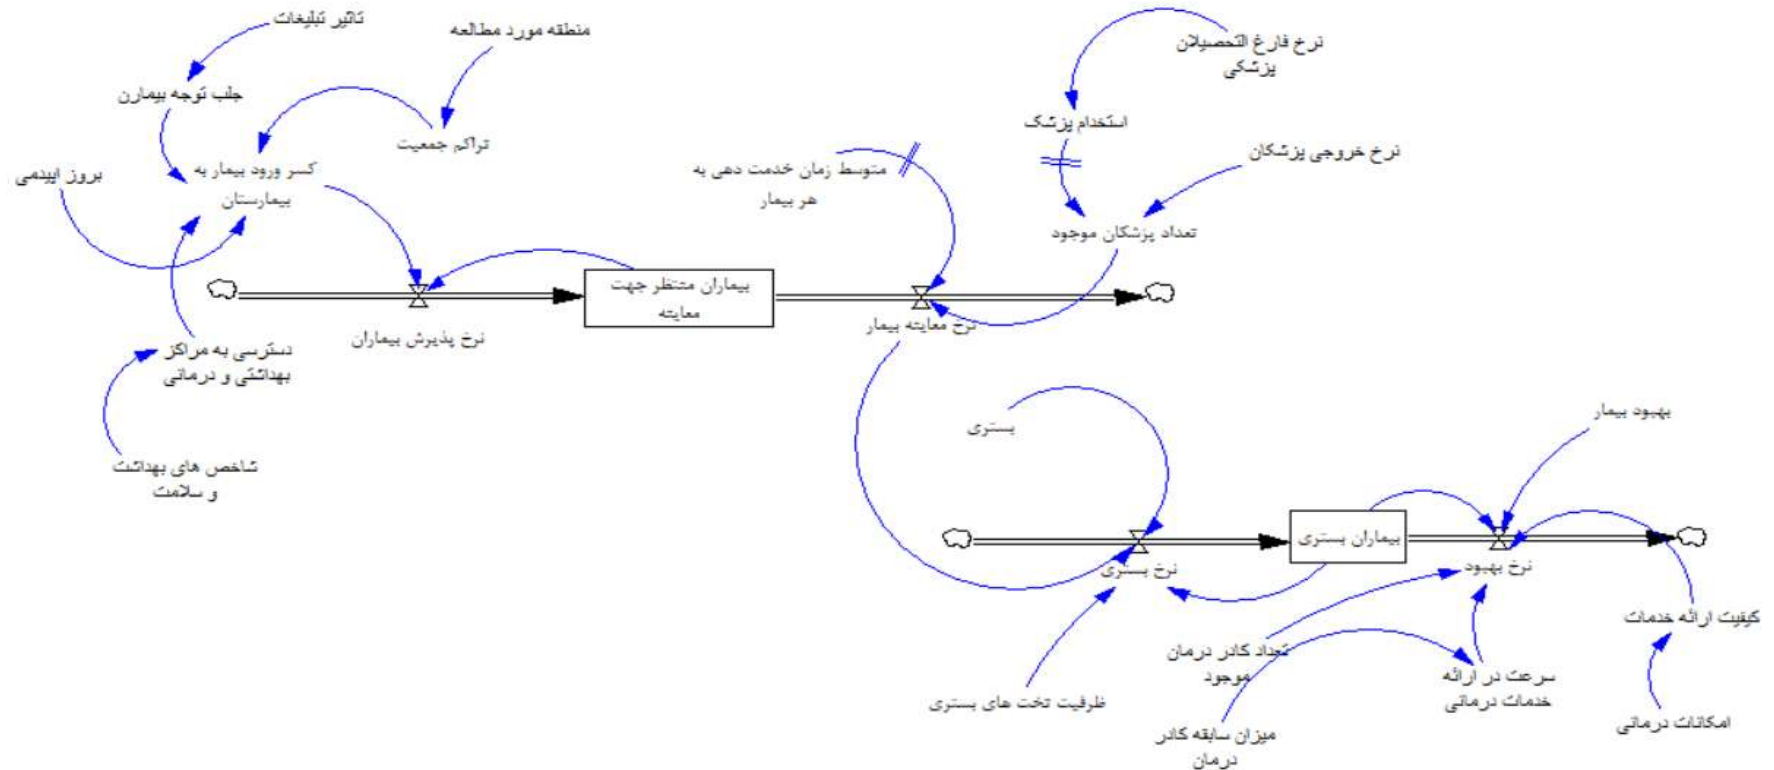 تاثیر تبلیغات
منطقه مورد مطالعه
نرخ فارغ التحصیلان
پزشکی
جلب توجه بیمارن
استخدام پزشک
تراکم جمعیت
نرخ خروجی پزشکان
بروز اپیدمی
کسر ورود بیمار به
بیمارستان
متوسط زمان خدمت دهی به
هر بیمار
تعداد پزشکان موجود
بیماران منتظر جهت
معاینه
نرخ پذیرش بیماران
نرخ معاینه بیمار
دسترسی به مراکز
بهداشتی و درمانی
شاخص های بهداشت
و سلامت
بستری
بهبود بیمار
بیماران بستری
نرخ بستری
نرخ بهبود
کیفیت ارائه خدمات
تعداد کادر درمان
موجود
سرعت در ارائه
خدمات درمانی
ظرفیت تخت های بستری
میزان سابقه کادر
درمان
امکانات درمانی